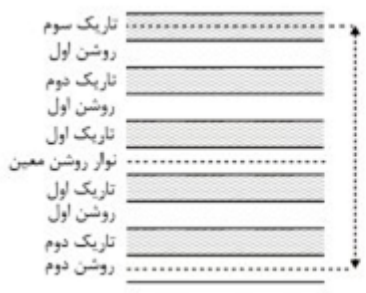 تاریک سوم
روشن اول
تاریک دوم
روشن اول
تاریک اول
نوار روشن معین
تاریک اول
روشن اول
تاریک دوم
روشن دوم